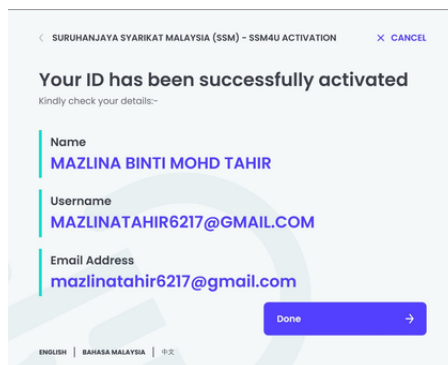 SURUHANJAYA SYARIKAT MALAYSIA (SSM) - SSM4U ACTIVATION
CANCEL
Your ID has been successfully activated
Kindly check your details:-
Name
MAZLINA BINTI MOHD TAHIR
Username
MAZLINATAHIR6217@GMAIL.COM
Email Address
mazlinatahir6217@gmail.com
Done
ENGLISH | BAHASA MALAYSIA | 中文